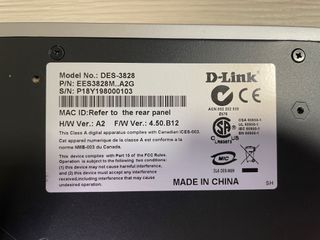 Model No.: DES-3828
D-Link
P/N: EES3828M..A2G
S/N: P18Y198000103
MAC ID:Refer to the rear panel
H/W Ver.: A2 F/W Ver.: 4.50.B12
This Class A digital apparatus complies with Canadian ICES-003.
Cet appareil numérique de la classe A est conforme à la
norme NMB-003 du Canada.
This device complies with Part 15 of the FCC Rules.
Operation is subject to the following two conditions:
(1) this device may not cause harmful interference,
and (2) this device must accept any interference
received, including interference that may cause
undesired operation.
MIC
MADE IN CHINA
SH